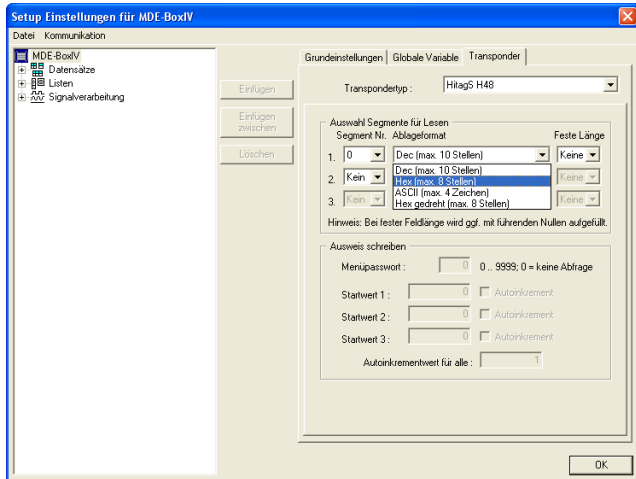 Setup Einstellungen für MDE-BoxIV
Datei Kommunikation
MDE-BoxIV
Datensätze
Listen
Signalverarbeitung
Einfügen
Einfügen
zwischen
Löschen
Grundeinstellungen Globale Variable Transponder
Transpondertyp : HitagS H48
Auswahl Segmente für Lesen
Segment Nr. Ablageformat Feste Länge
1. 0 Dec (max. 10 Stellen) Keine
Dec (max. 10 Stellen)
2. Kein Hex (max. 8 Stellen) Keine
ASCII (max. 4 Zeichen)
3. Kein Hex gedreht (max. 8 Stellen) Keine
Hinweis: Bei fester Feldlänge wird ggf. mit führenden Nullen aufgefüllt.
Ausweis schreiben
Menüpasswort : 0 0 .. 9999; 0 = keine Abfrage
Startwert 1 : 0 Autoinkrement
Startwert 2 : 0 Autoinkrement
Startwert 3 : 0 Autoinkrement
Autoinkrementwert für alle : 1
OK